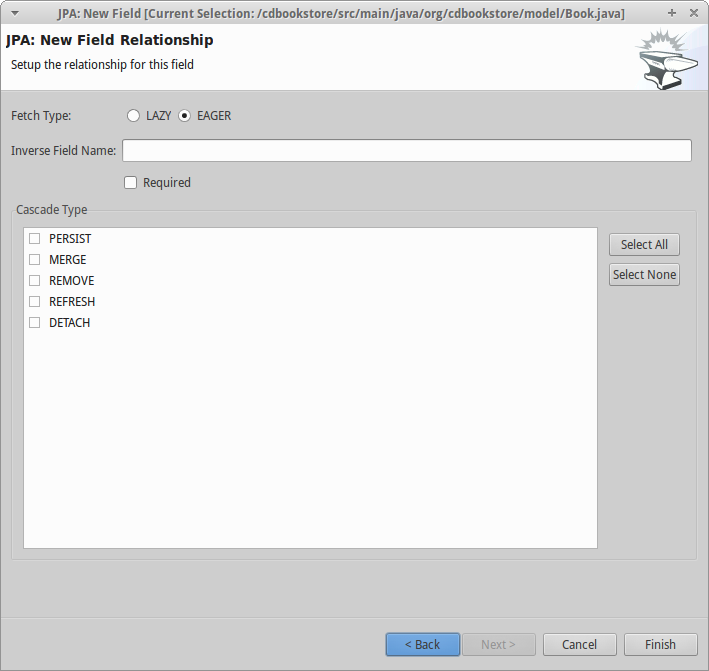 JPA: New Field [Current Selection: /cdbookstore/src/main/java/org/cdbookstore/model/Book.java]
JPA: New Field Relationship
Setup the relationship for this field
Fetch Type: LAZY EAGER
Inverse Field Name:
Required
Cascade Type
PERSIST
MERGE
REMOVE
REFRESH
DETACH
Select All
Select None
< Back Next > Cancel Finish